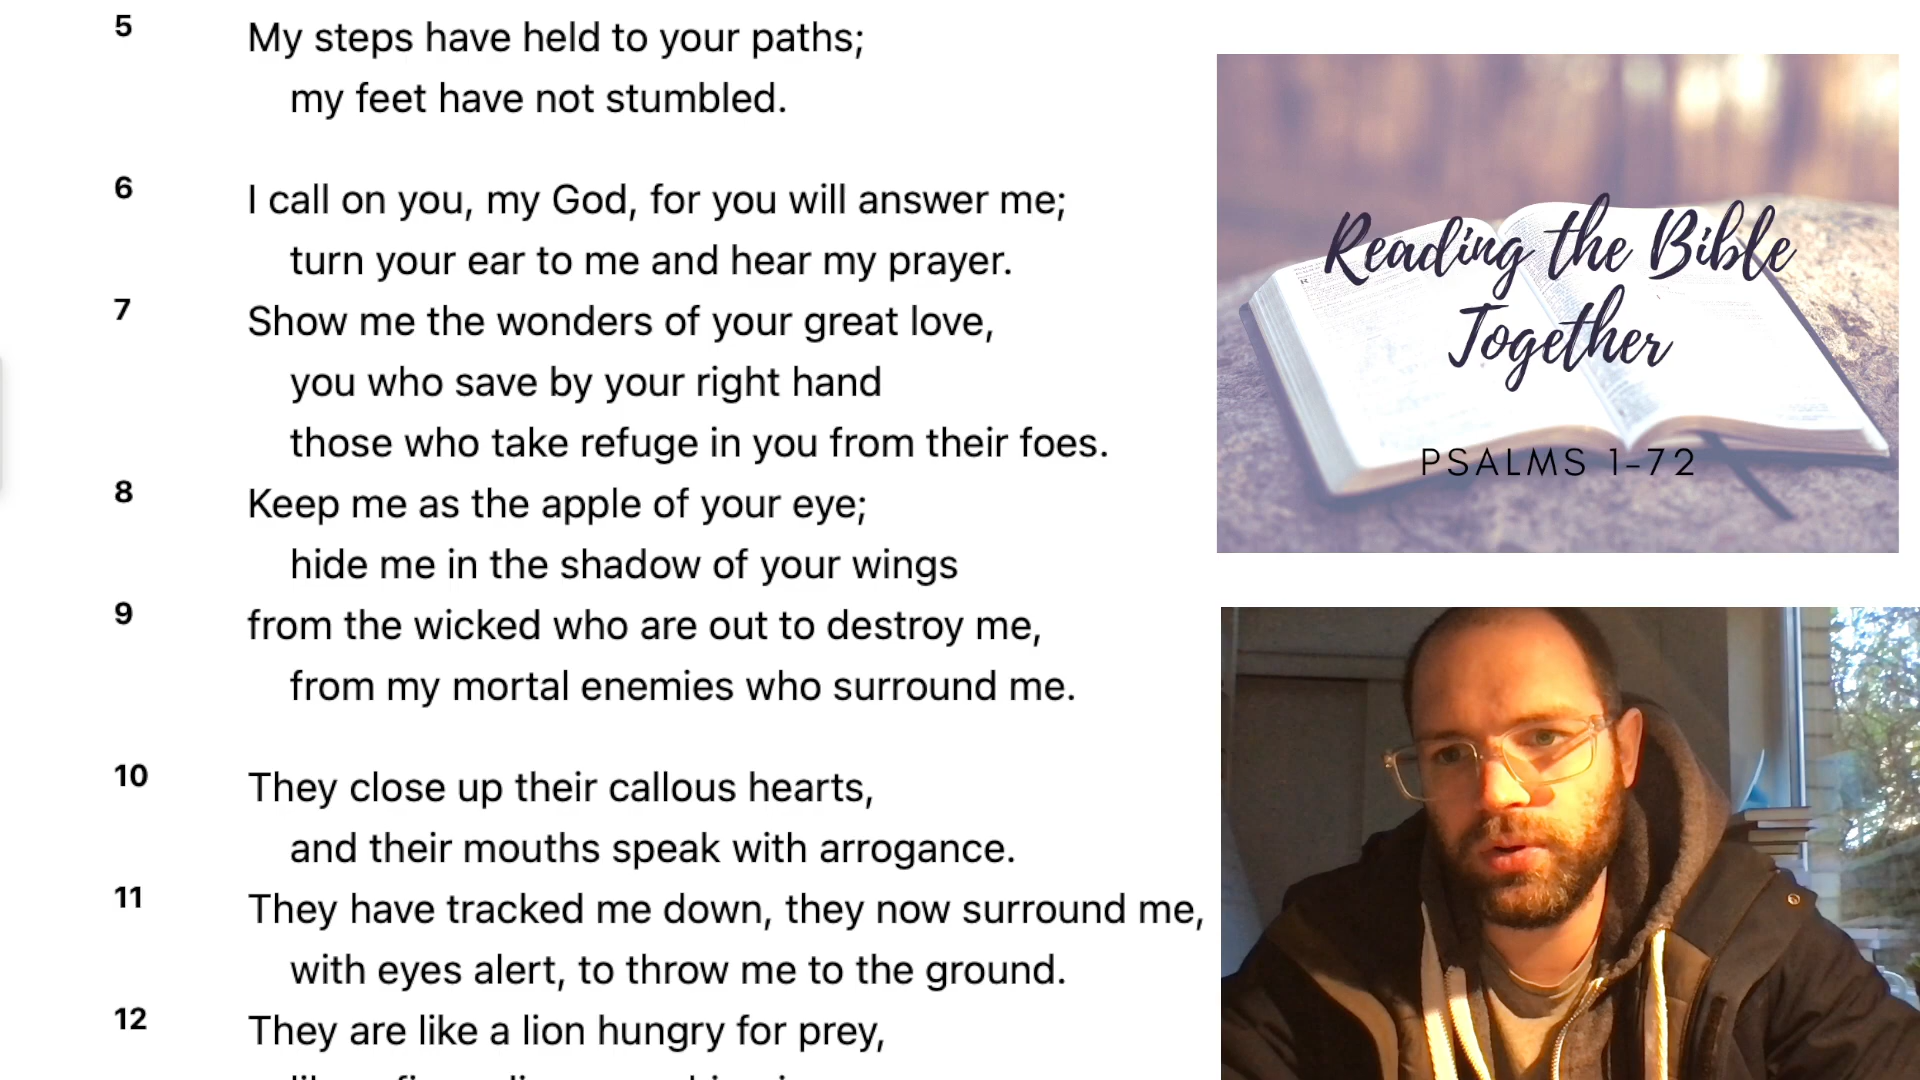 5 My steps have held to your paths;
my feet have not stumbled.
6 I call on you, my God, for you will answer me;
turn your ear to me and hear my prayer.
7 Show me the wonders of your great love,
you who save by your right hand
those who take refuge in you from their foes.
8 Keep me as the apple of your eye;
hide me in the shadow of your wings
9 from the wicked who are out to destroy me,
from my mortal enemies who surround me.
10 They close up their callous hearts,
and their mouths speak with arrogance.
11 They have tracked me down, they now surround me,
with eyes alert, to throw me to the ground.
12 They are like a lion hungry for prey,
Reading the Bible
Together
PSALMS 1-72